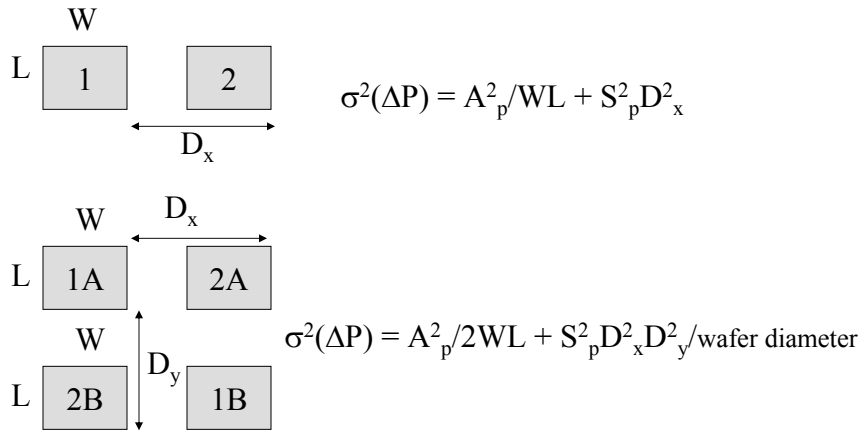 W
L 1 2
σ²(ΔP) = A²ₚ/WL + S²ₚD²ₓ
Dₓ
W Dₓ
L 1A 2A
W
σ²(ΔP) = A²ₚ/2WL + S²ₚD²ₓD²ᵧ/wafer diameter
Dᵧ
L 2B 1B